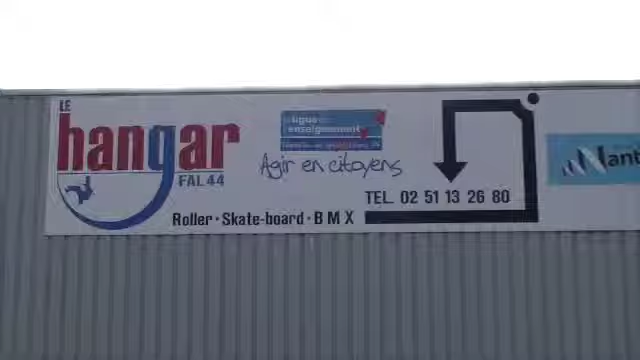 LE
hangar
FAL 44
la ligue
enseignement
Agir en citoyens
TEL. 02 51 13 26 80
Roller · Skate-board · B M X
Nant